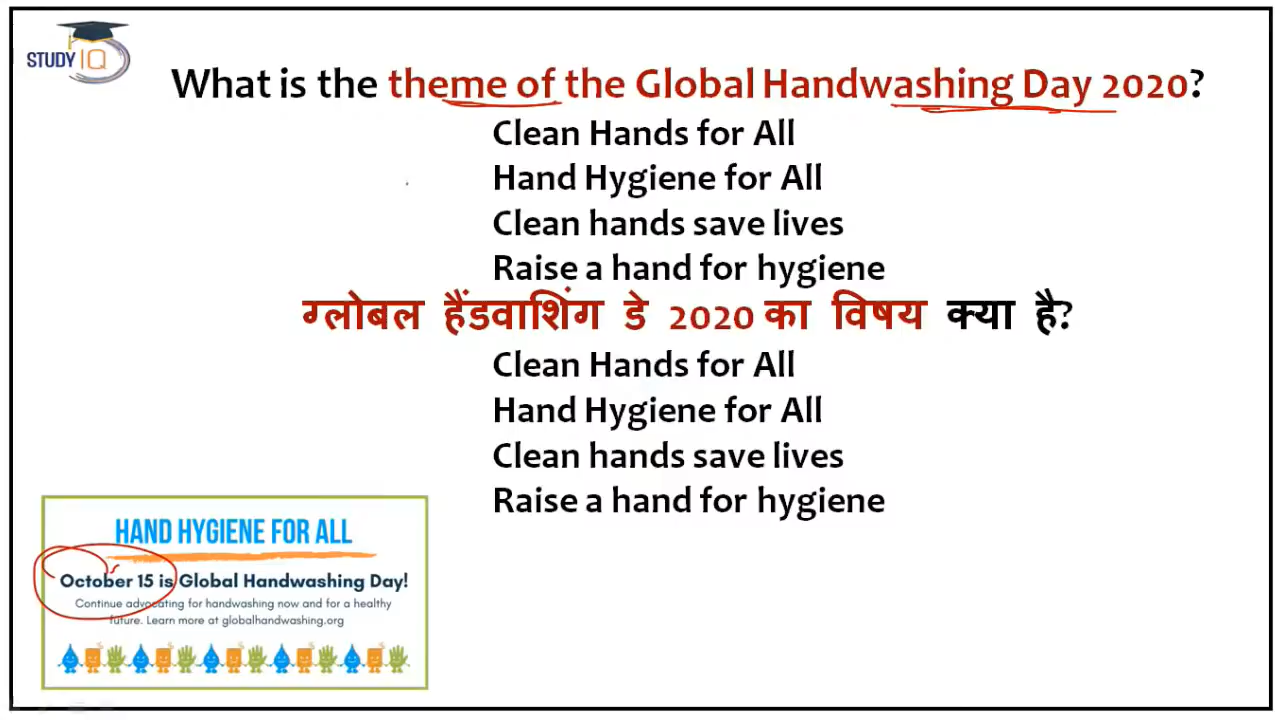 STUDY IQ
What is the theme of the Global Handwashing Day 2020?
Clean Hands for All
Hand Hygiene for All
Clean hands save lives
Raise a hand for hygiene
ग्लोबल हैंडवाशिंग डे 2020 का विषय क्या है?
Clean Hands for All
Hand Hygiene for All
Clean hands save lives
Raise a hand for hygiene
HAND HYGIENE FOR ALL
October 15 is Global Handwashing Day!
Continue advocating for handwashing now and for a healthy
future. Learn more at globalhandwashing.org